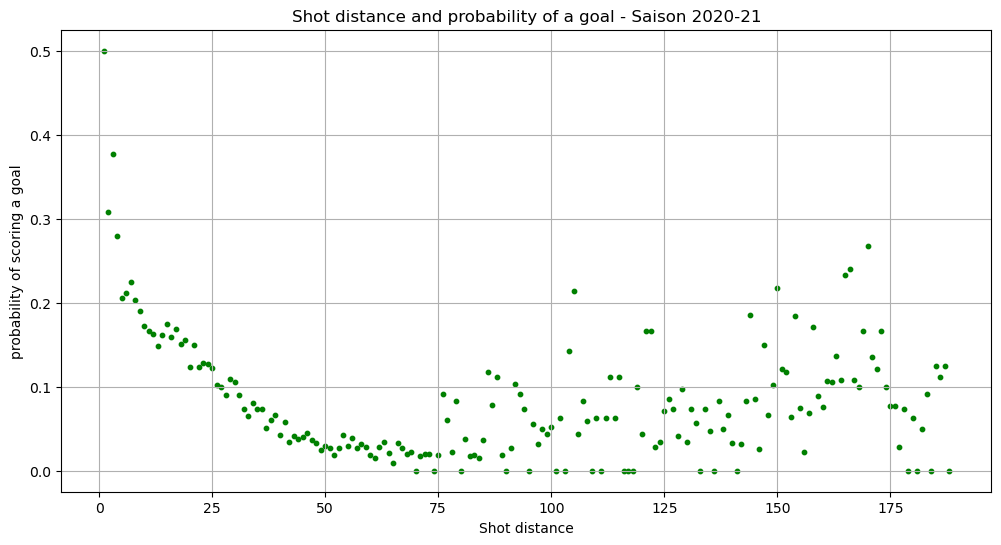 Shot distance and probability of a goal - Saison 2020-21
probability of scoring a goal
0.5
0.4
0.3
0.2
0.1
0.0
0 25 50 75 100 125 150 175
Shot distance